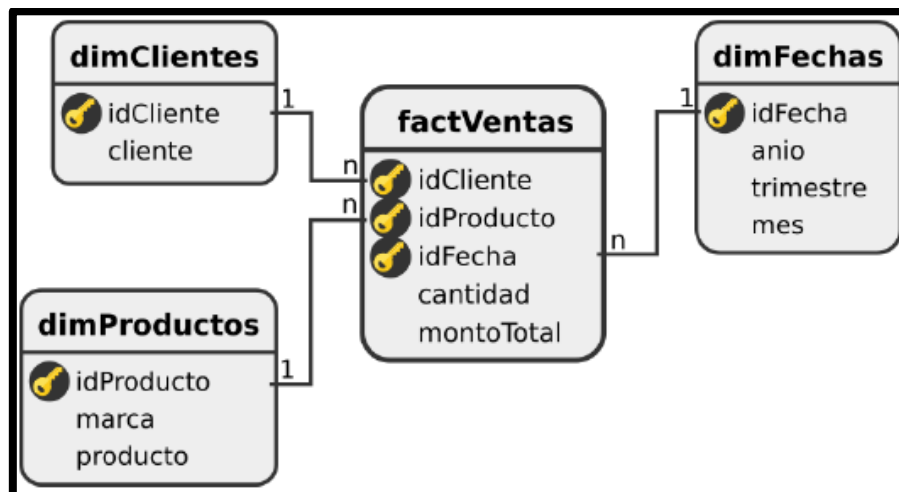 dimClientes
idCliente
cliente
1
n
dimProductos
idProducto
marca
producto
1
n
factVentas
idCliente
idProducto
idFecha
cantidad
montoTotal
n
1
dimFechas
idFecha
anio
trimestre
mes